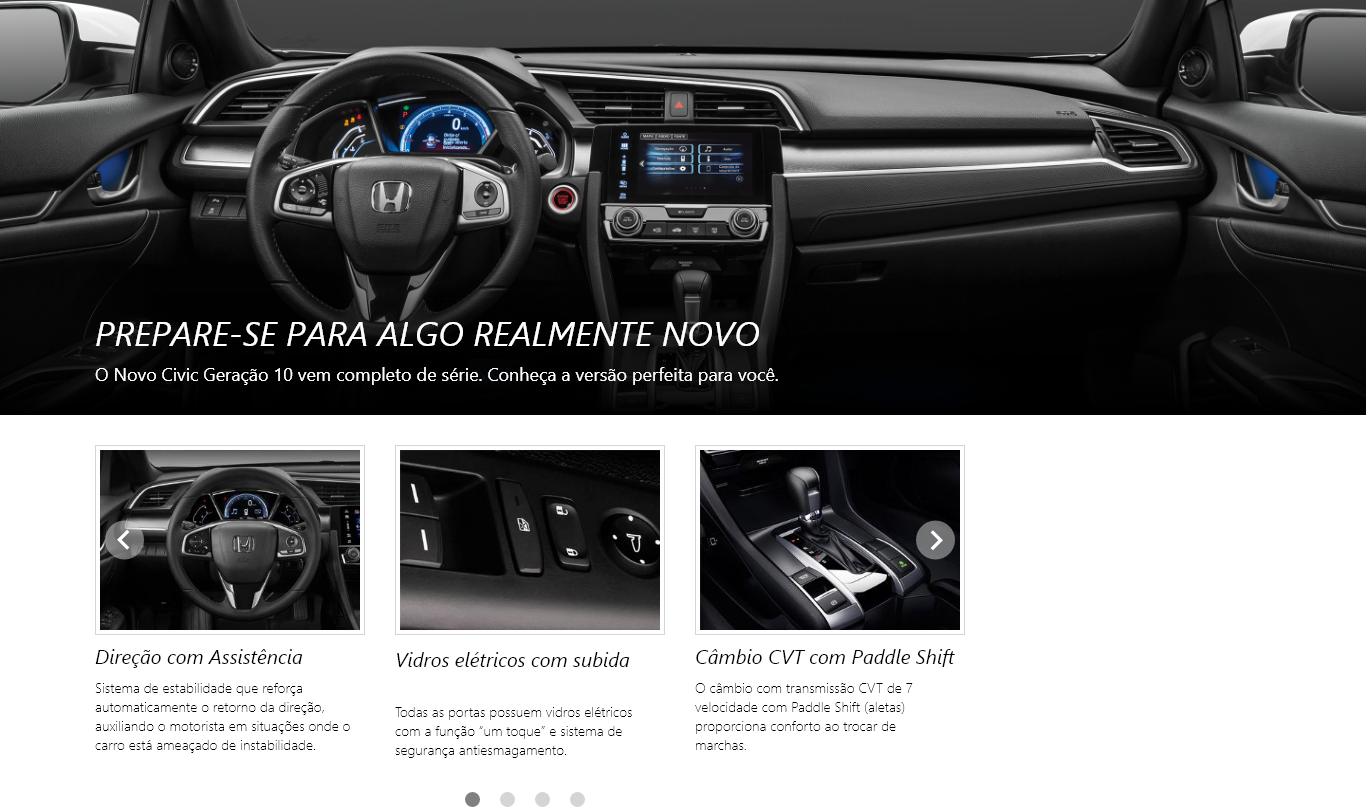 PREPARE-SE PARA ALGO REALMENTE NOVO
O Novo Civic Geração 10 vem completo de série. Conheça a versão perfeita para você.
Direção com Assistência
Sistema de estabilidade que reforça
automaticamente o retorno da direção,
auxiliando o motorista em situações onde o
carro está ameaçado de instabilidade.
Vidros elétricos com subida
Todas as portas possuem vidros elétricos
com a função “um toque” e sistema de
segurança antiesmagamento.
Câmbio CVT com Paddle Shift
O câmbio com transmissão CVT de 7
velocidade com Paddle Shift (aletas)
proporciona conforto ao trocar de
marchas.